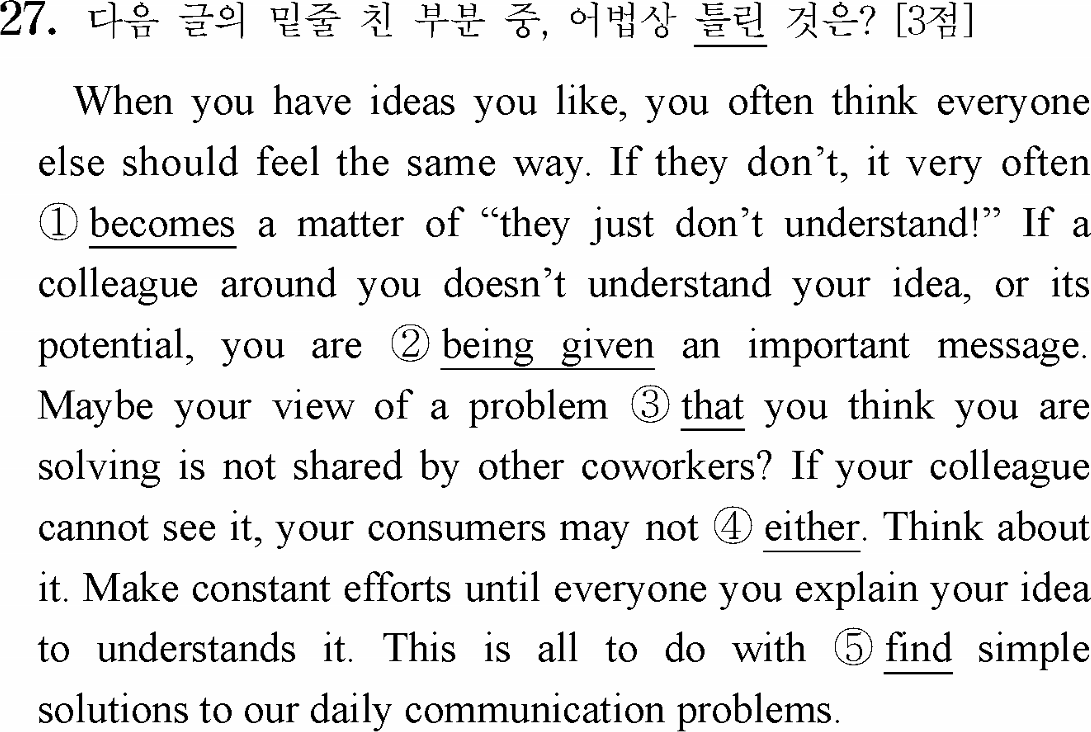 27. 다음 글의 밑줄 친 부분 중, 어법상 틀린 것은? [3점]
When you have ideas you like, you often think everyone
else should feel the same way. If they don’t, it very often
① becomes a matter of “they just don’t understand!” If a
colleague around you doesn’t understand your idea, or its
potential, you are ② being given an important message.
Maybe your view of a problem ③ that you think you are
solving is not shared by other coworkers? If your colleague
cannot see it, your consumers may not ④ either. Think about
it. Make constant efforts until everyone you explain your idea
to understands it. This is all to do with ⑤ find simple
solutions to our daily communication problems.